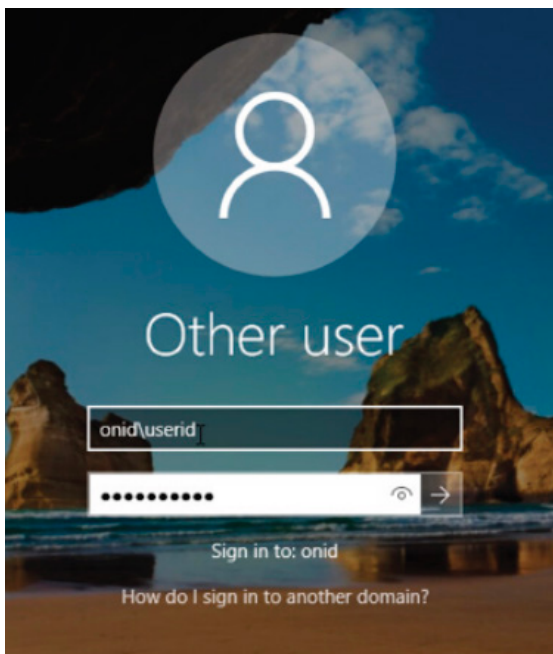 Other user
onid\userid
••••••••••
Sign in to: onid
How do I sign in to another domain?